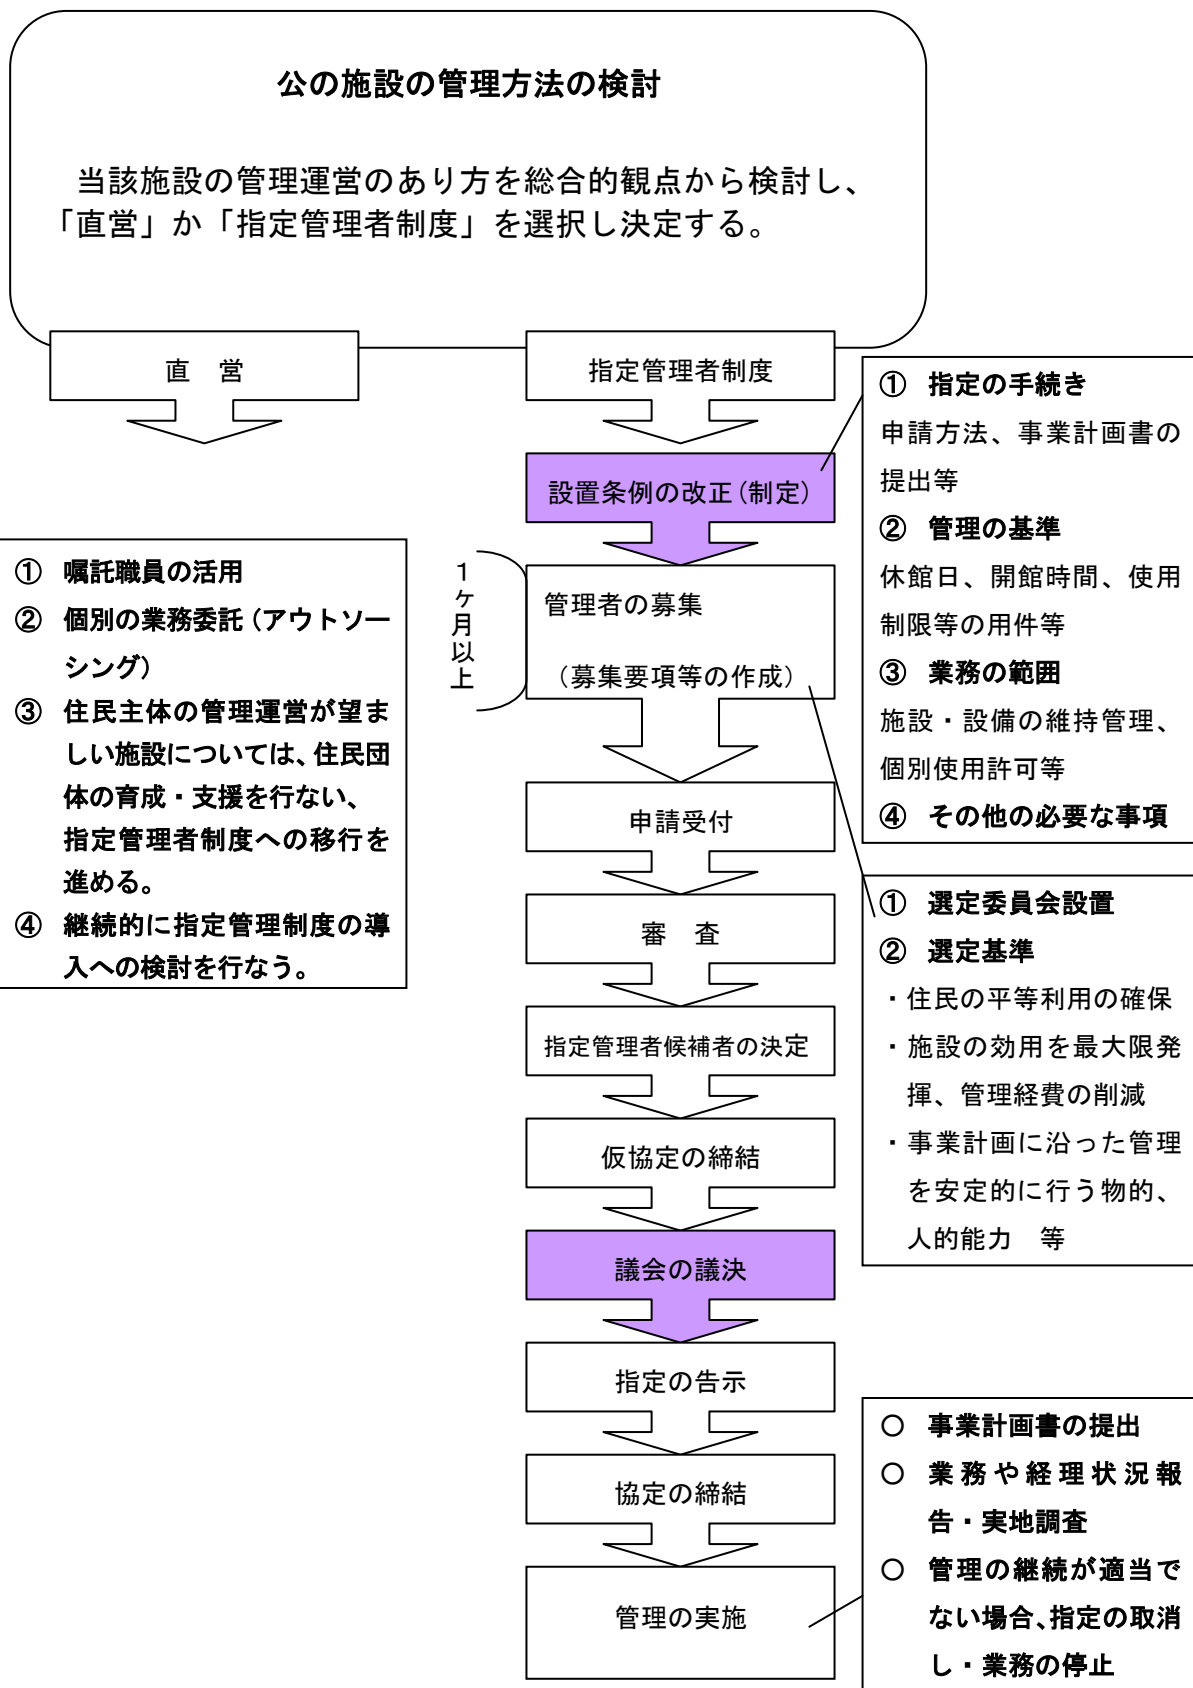 公の施設の管理方法の検討
当該施設の管理運営のあり方を総合的観点から検討し、
「直営」か「指定管理者制度」を選択し決定する。
直　営
指定管理者制度
設置条例の改正(制定)
1ヶ月以上
管理者の募集
(募集要項等の作成)
申請受付
審　査
指定管理者候補者の決定
仮協定の締結
議会の議決
指定の告示
協定の締結
管理の実施
① 嘱託職員の活用
② 個別の業務委託(アウトソー
シング)
③ 住民主体の管理運営が望ま
しい施設については、住民団
体の育成・支援を行ない、
指定管理者制度への移行を
進める。
④ 継続的に指定管理制度の導
入への検討を行なう。
① 指定の手続き
申請方法、事業計画書の
提出等
② 管理の基準
休館日、開館時間、使用
制限等の用件等
③ 業務の範囲
施設・設備の維持管理、
個別使用許可等
④ その他の必要な事項
① 選定委員会設置
② 選定基準
・住民の平等利用の確保
・施設の効用を最大限発
揮、管理経費の削減
・事業計画に沿った管理
を安定的に行う物的、
人的能力　等
○ 事業計画書の提出
○ 業務や経理状況報
告・実地調査
○ 管理の継続が適当で
ない場合、指定の取消
し・業務の停止